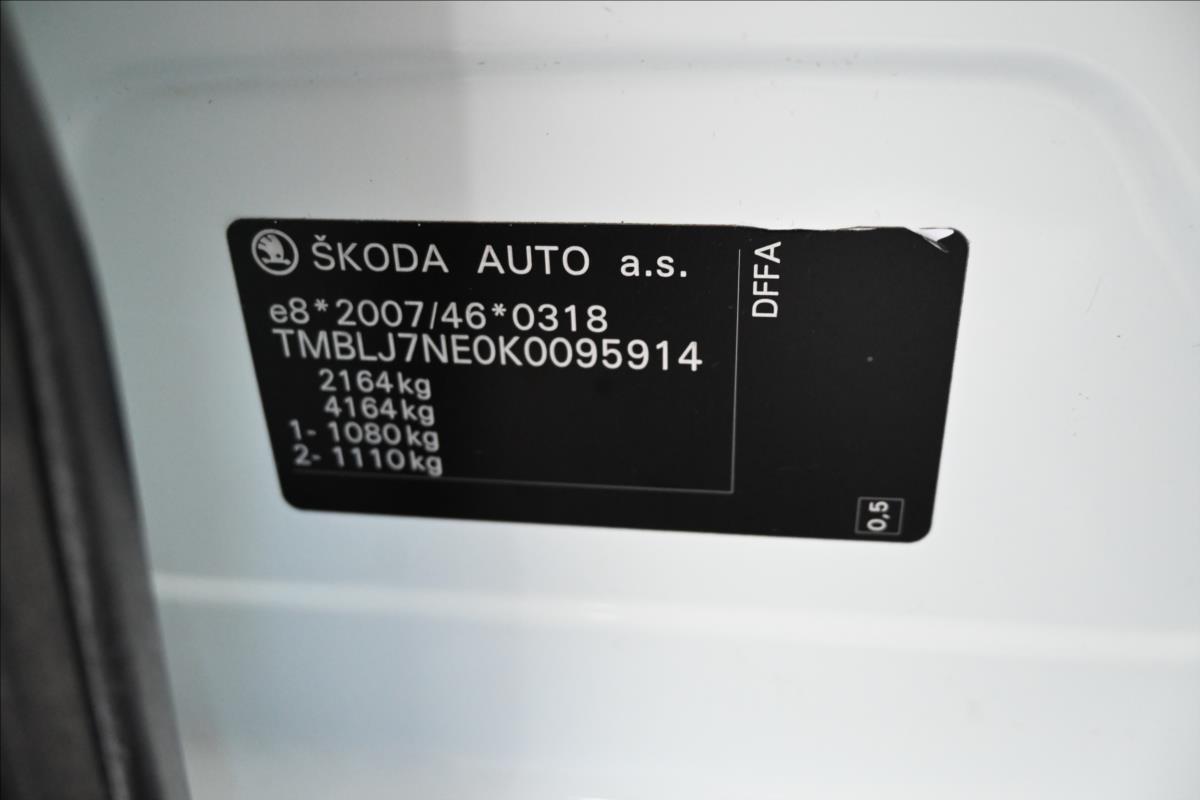 ŠKODA AUTO a.s.
e8*2007/46*0318
TMBLJ7NE0K0095914
2164kg
4164kg
1- 1080kg
2- 1110kg
DFFA
0,5